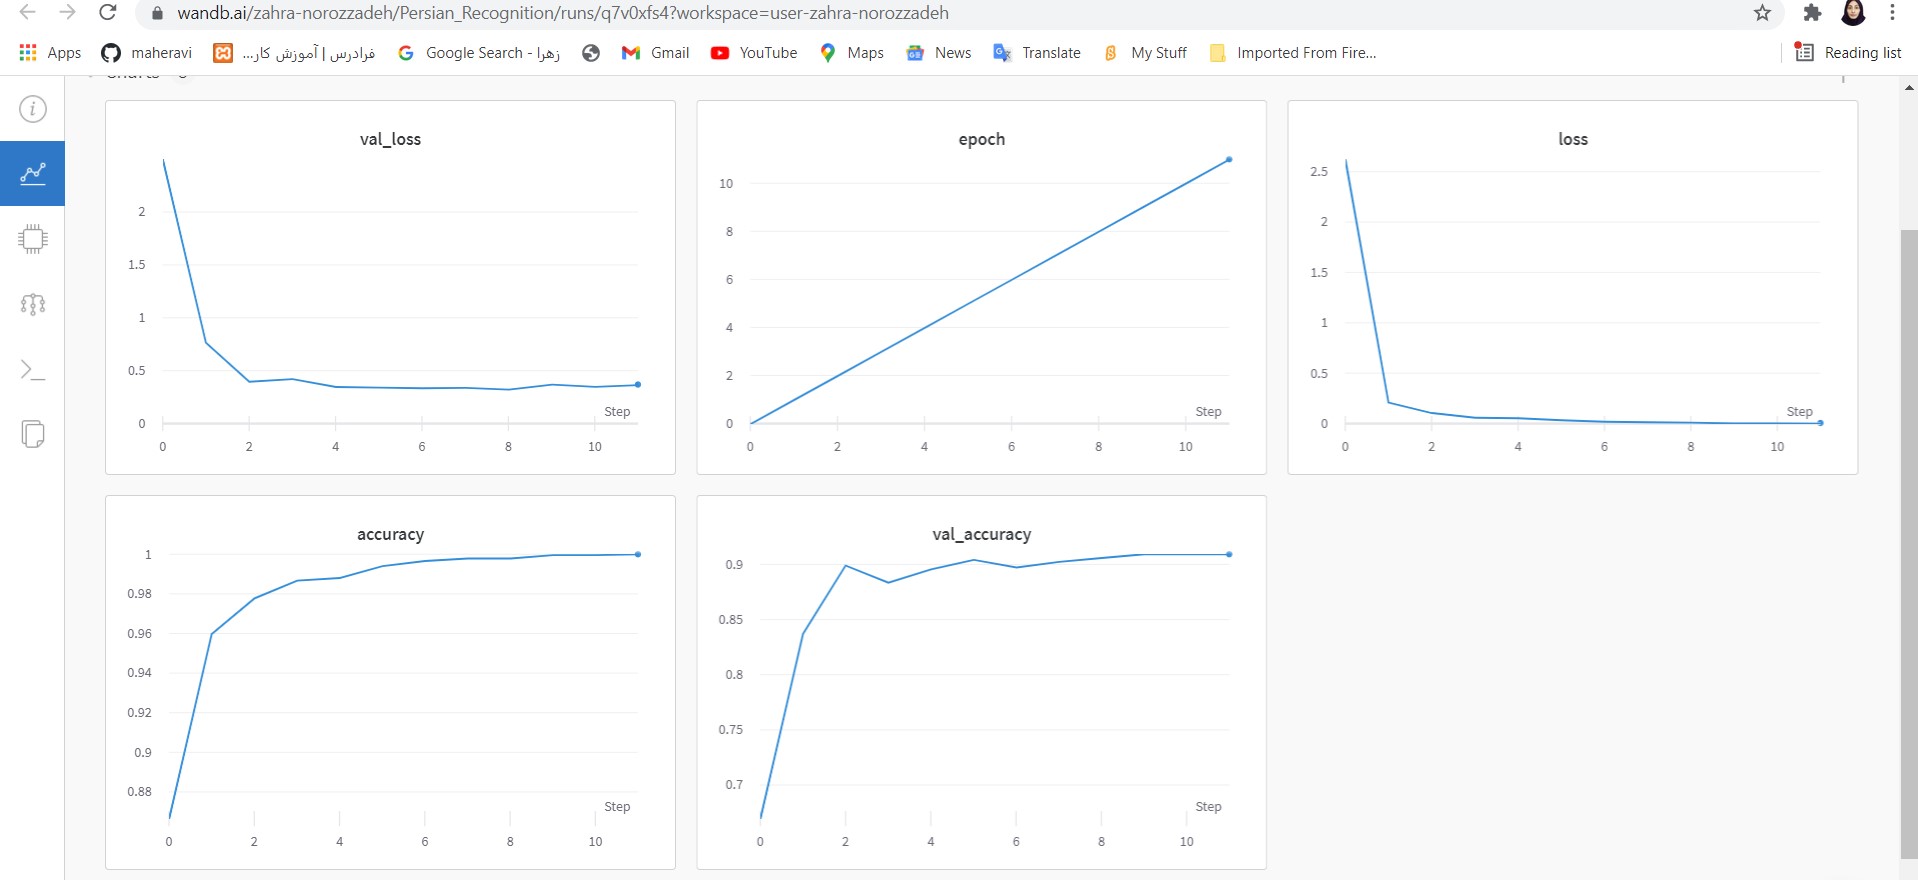 wandb.ai/zahra-norozzadeh/Persian_Recognition/runs/q7v0xfs4?workspace=user-zahra-norozzadeh
Apps maheravi فرادرس | آموزش کار... Google Search - زهرا Gmail YouTube Maps News Translate My Stuff Imported From Fire... Reading list
Charts
val_loss
2
1.5
1
0.5
0
Step
0 2 4 6 8 10
epoch
10
8
6
4
2
0
Step
0 2 4 6 8 10
loss
2.5
2
1.5
1
0.5
0
Step
0 2 4 6 8 10
accuracy
1
0.98
0.96
0.94
0.92
0.9
0.88
Step
0 2 4 6 8 10
val_accuracy
0.9
0.85
0.8
0.75
0.7
Step
0 2 4 6 8 10